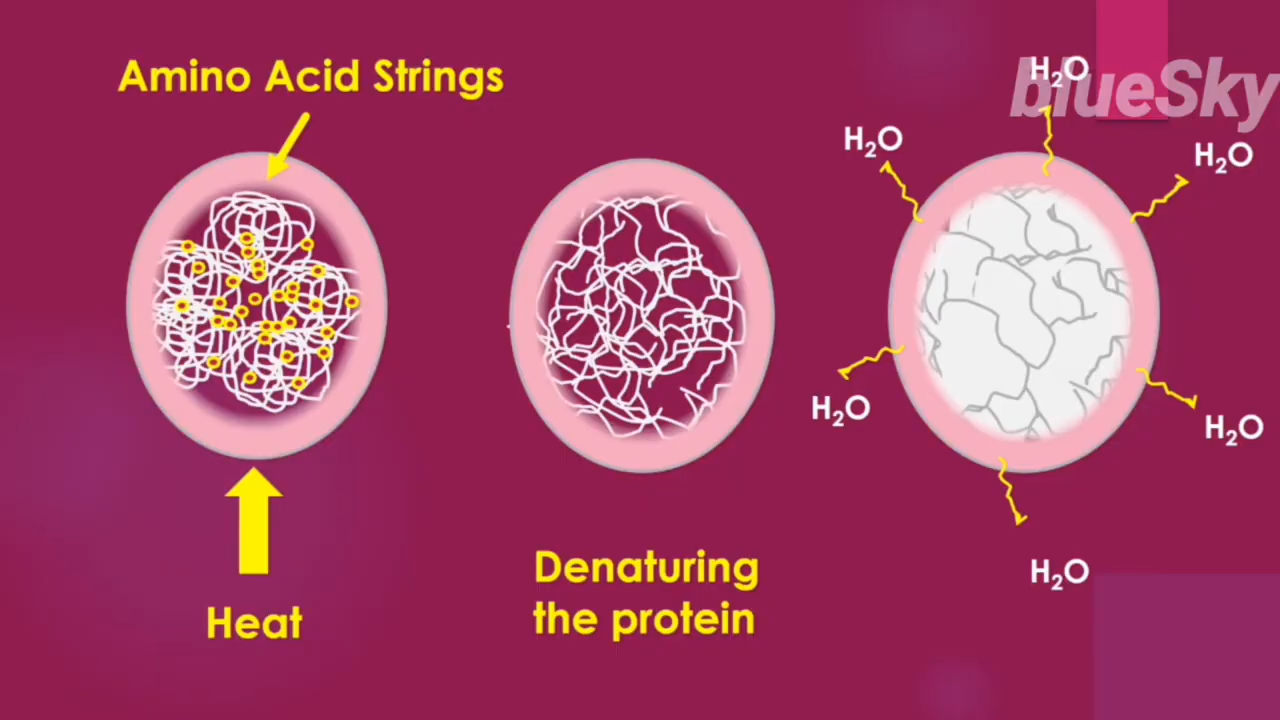 Amino Acid Strings
H₂O
blueSky
H₂O
H₂O
H₂O
H₂O
H₂O
Heat
Denaturing
the protein